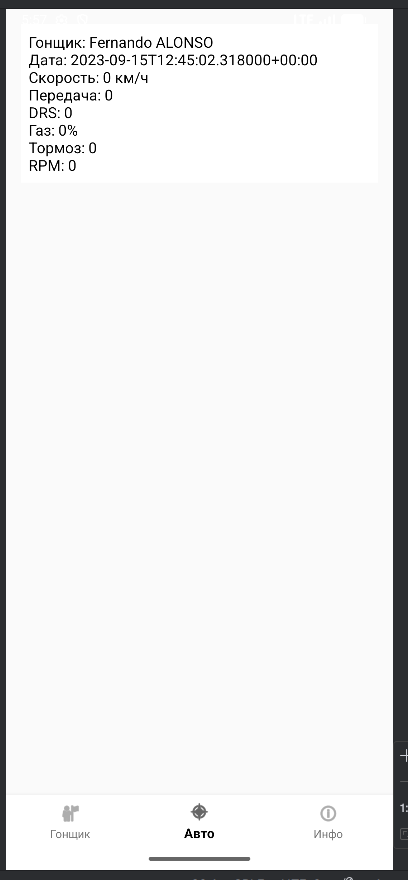 Гонщик: Fernando ALONSO
Дата: 2023-09-15T12:45:02.318000+00:00
Скорость: 0 км/ч
Передача: 0
DRS: 0
Газ: 0%
Тормоз: 0
RPM: 0
Гонщик
Авто
Инфо